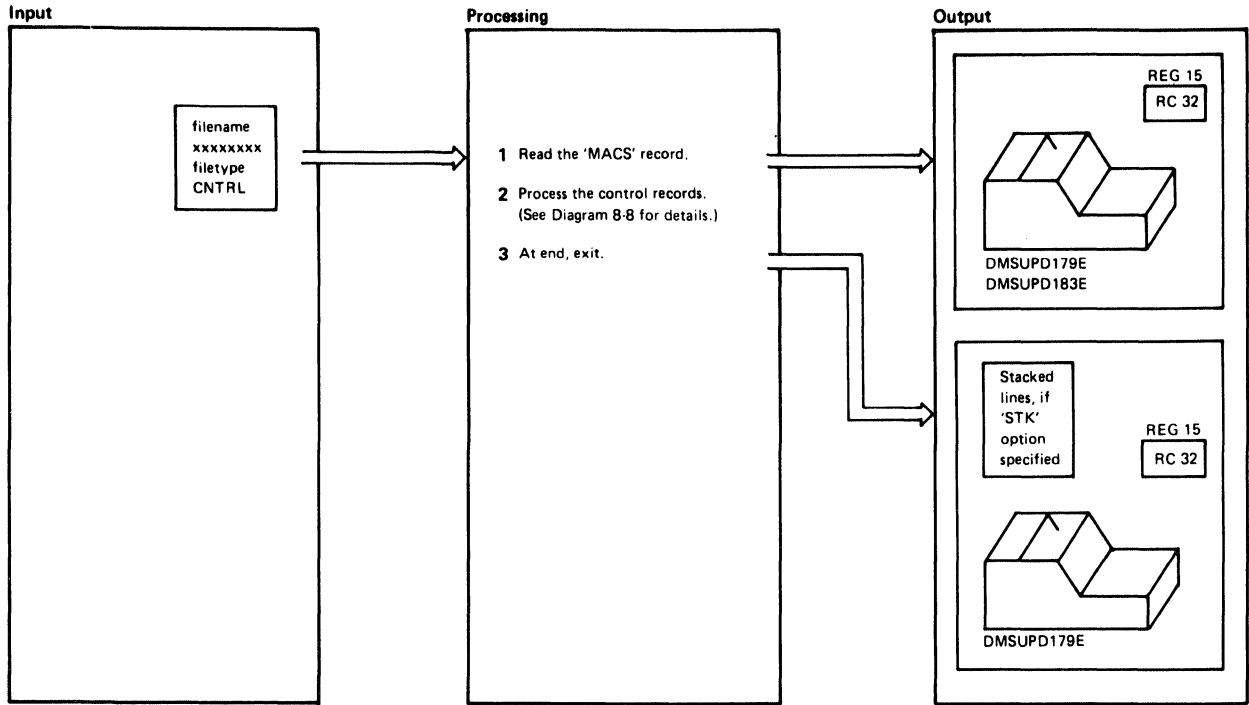 Input
filename
xxxxxxxx
filetype
CNTRL
Processing
1 Read the 'MACS' record.
2 Process the control records.
(See Diagram 8-8 for details.)
3 At end, exit.
Output
REG 15
RC 32
DMSUPD179E
DMSUPD183E
Stacked
lines, if
'STK'
option
specified
REG 15
RC 32
DMSUPD179E